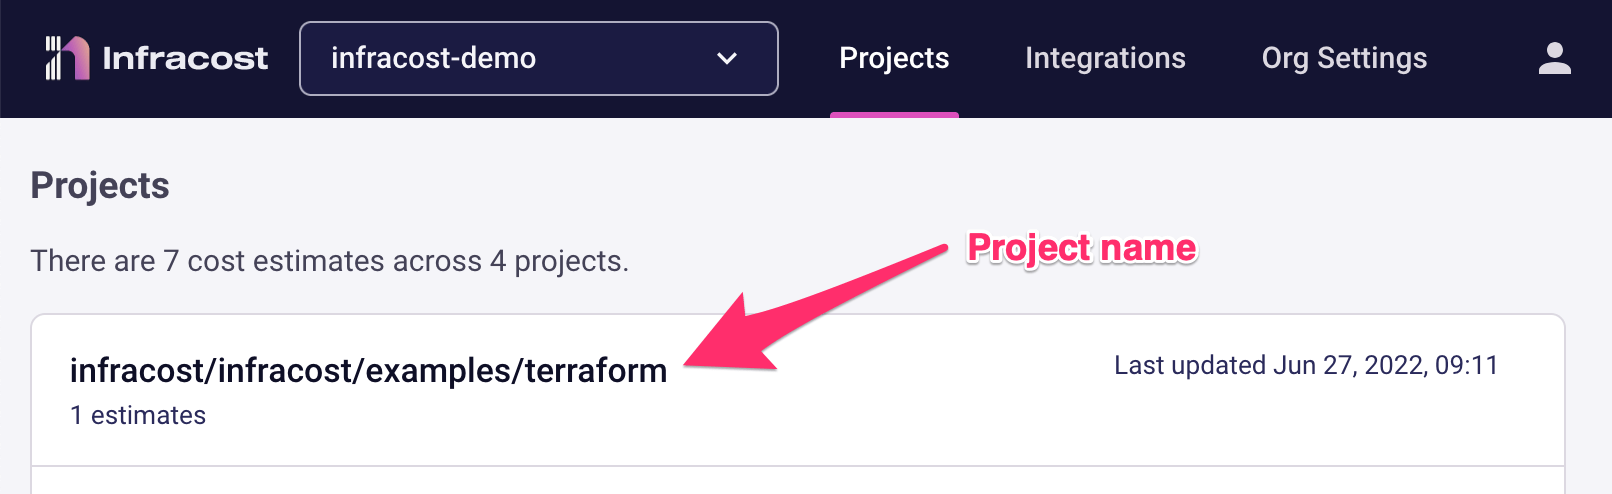 Infracost
infracost-demo
Projects
Integrations
Org Settings
Projects
There are 7 cost estimates across 4 projects.
Project name
infracost/infracost/examples/terraform
Last updated Jun 27, 2022, 09:11
1 estimates